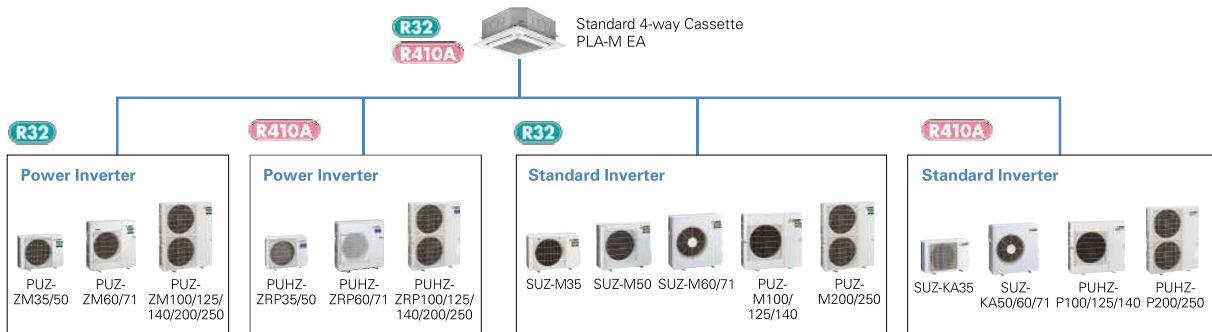 R32
R410A
Standard 4-way Cassette
PLA-M EA
R32
Power Inverter
PUZ-
ZM35/50
PUZ-
ZM60/71
PUZ-
ZM100/125/
140/200/250
R410A
Power Inverter
PUHZ-
ZRP35/50
PUHZ-
ZRP60/71
PUHZ-
ZRP100/125/
140/200/250
R32
Standard Inverter
SUZ-M35
SUZ-M50
SUZ-M60/71
PUZ-
M100/
125/140
PUZ-
M200/250
R410A
Standard Inverter
SUZ-KA35
SUZ-
KA50/60/71
PUHZ-
P100/125/140
PUHZ-
P200/250